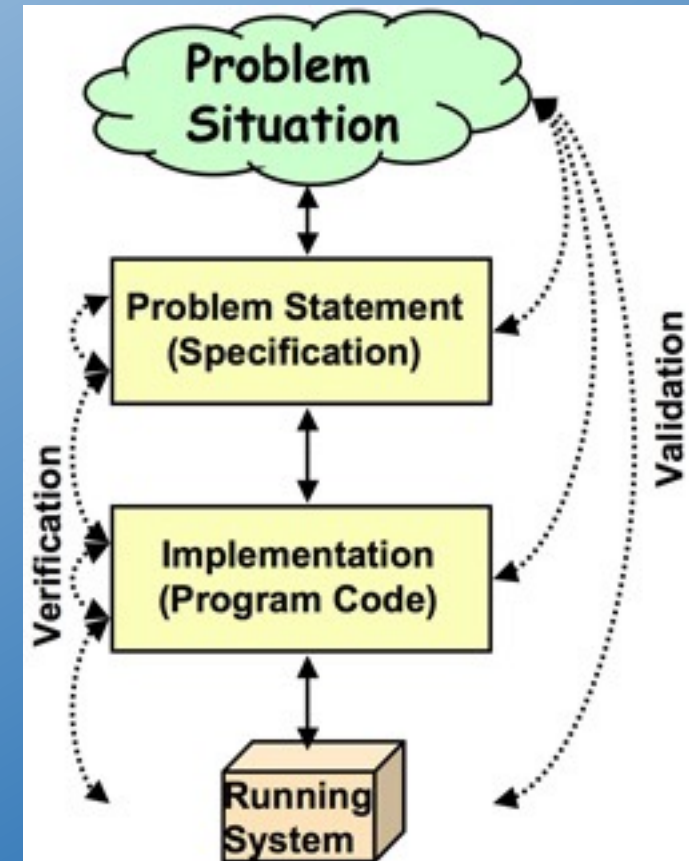 Problem
Situation
Problem Statement
(Specification)
Validation
Verification
Implementation
(Program Code)
Running
System